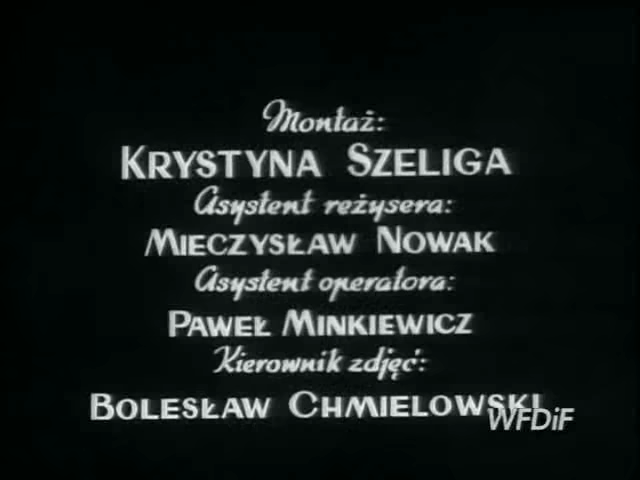 Montaż:
KRYSTYNA SZELIGA
Asystent reżysera:
MIECZYSŁAW NOWAK
Asystent operatora:
PAWEŁ MINKIEWICZ
Kierownik zdjęć:
BOLESŁAW CHMIELOWSKI
WFDiF